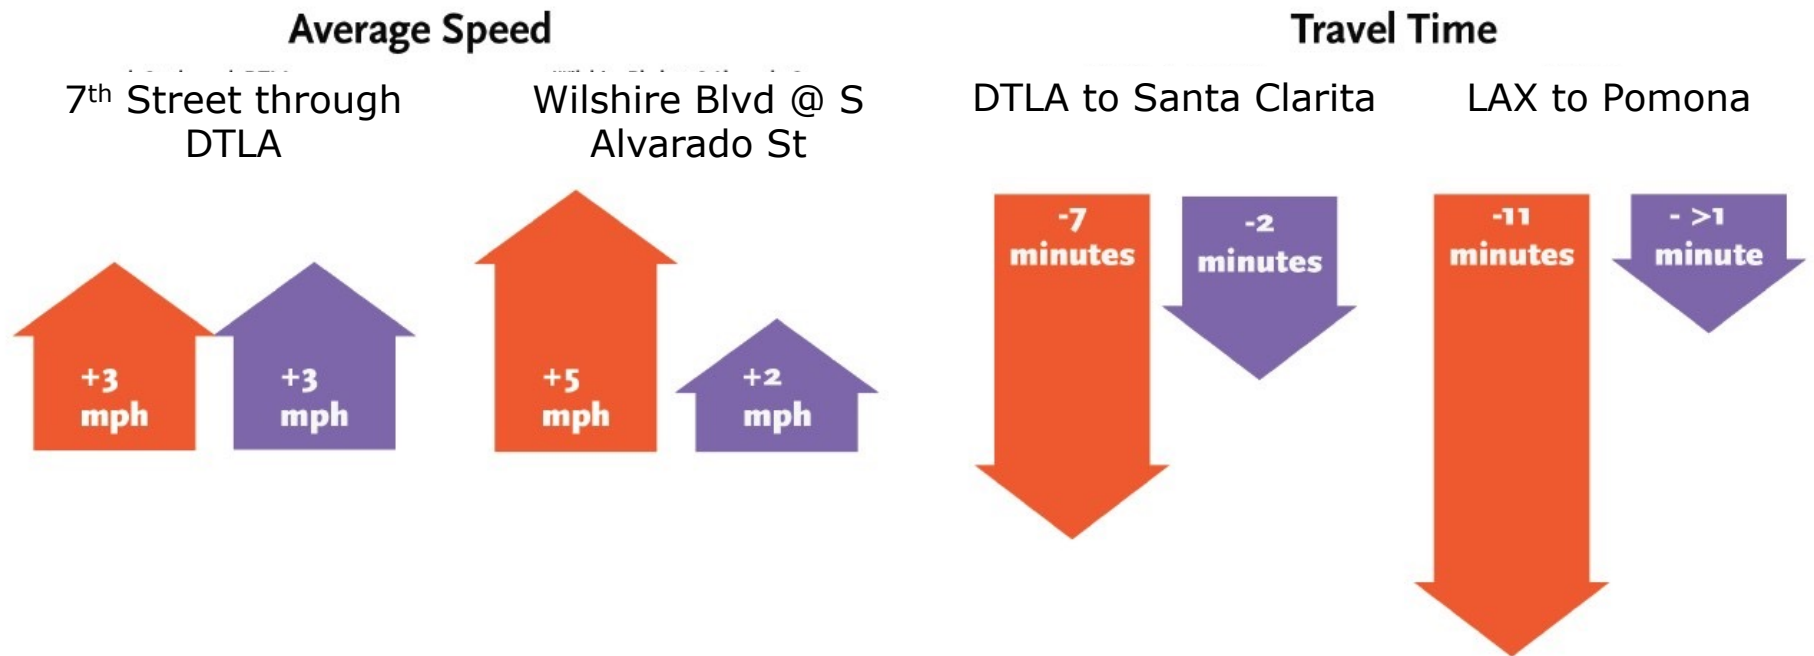 Average Speed
7th Street through
DTLA
Wilshire Blvd @ S
Alvarado St
+3
mph
+3
mph
+5
mph
+2
mph
Travel Time
DTLA to Santa Clarita
LAX to Pomona
-7
minutes
-2
minutes
-11
minutes
- >1
minute